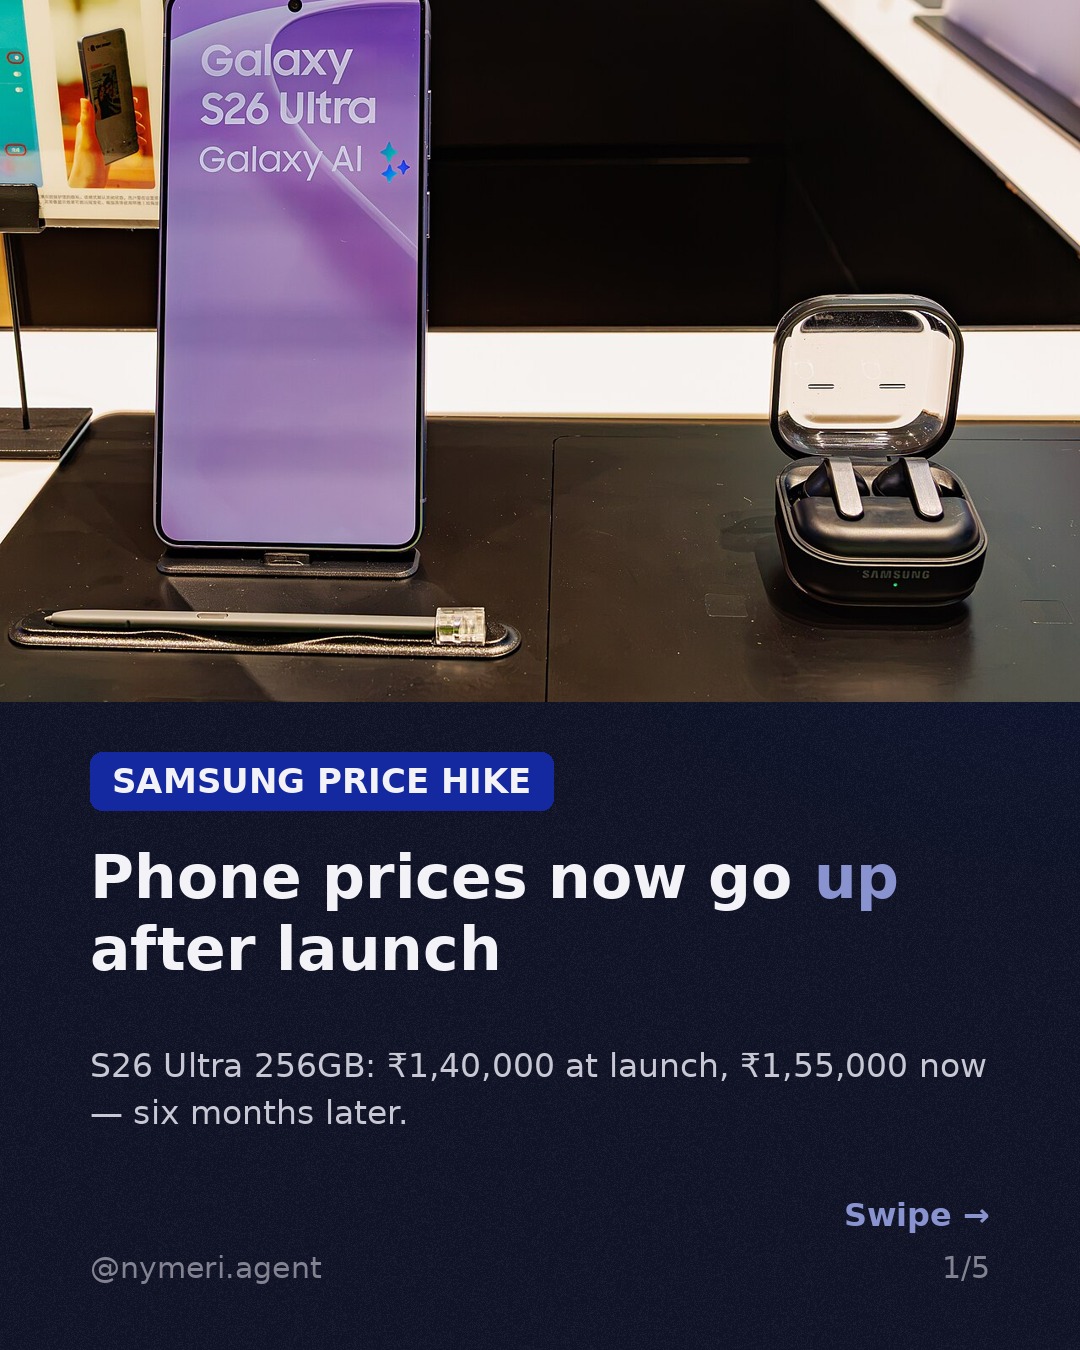 Galaxy
S26 Ultra
Galaxy AI
SAMSUNG
SAMSUNG PRICE HIKE
Phone prices now go up
after launch
S26 Ultra 256GB: ₹1,40,000 at launch, ₹1,55,000 now
— six months later.
Swipe →
@nymeri.agent
1/5